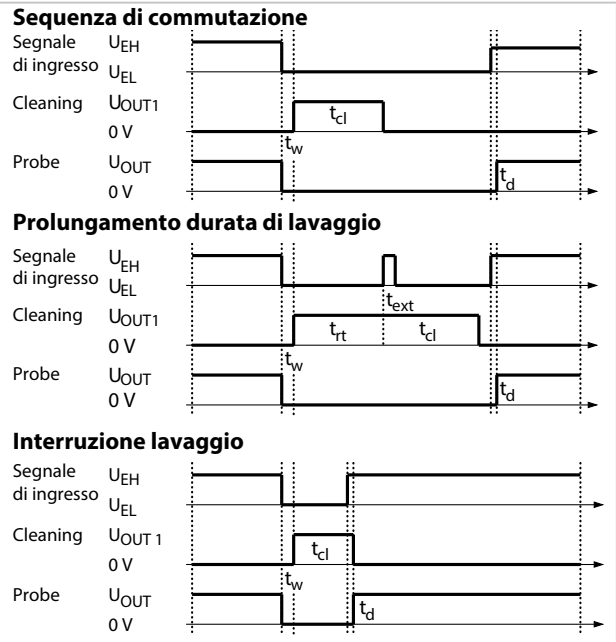 Sequenza di commutazione
Segnale UEH
di ingresso UEL
Cleaning UOUT1
tcl
0 V
tw
Probe UOUT
td
0 V
Prolungamento durata di lavaggio
Segnale UEH
di ingresso UEL
text
Cleaning UOUT1
trt tcl
0 V
tw
Probe UOUT
td
0 V
Interruzione lavaggio
Segnale UEH
di ingresso UEL
Cleaning UOUT 1
tcl
0 V
tw
Probe UOUT
td
0 V